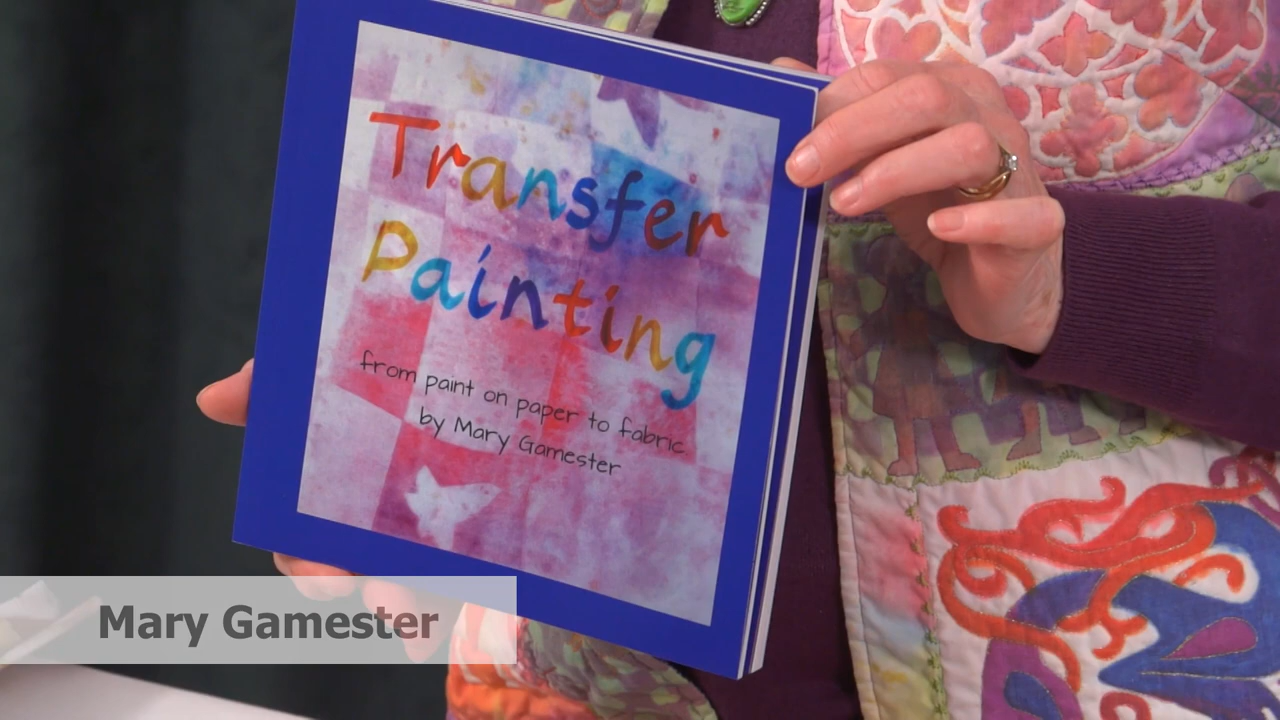 Transfer
Painting
from paint on paper to fabric
by Mary Gamester
Mary Gamester